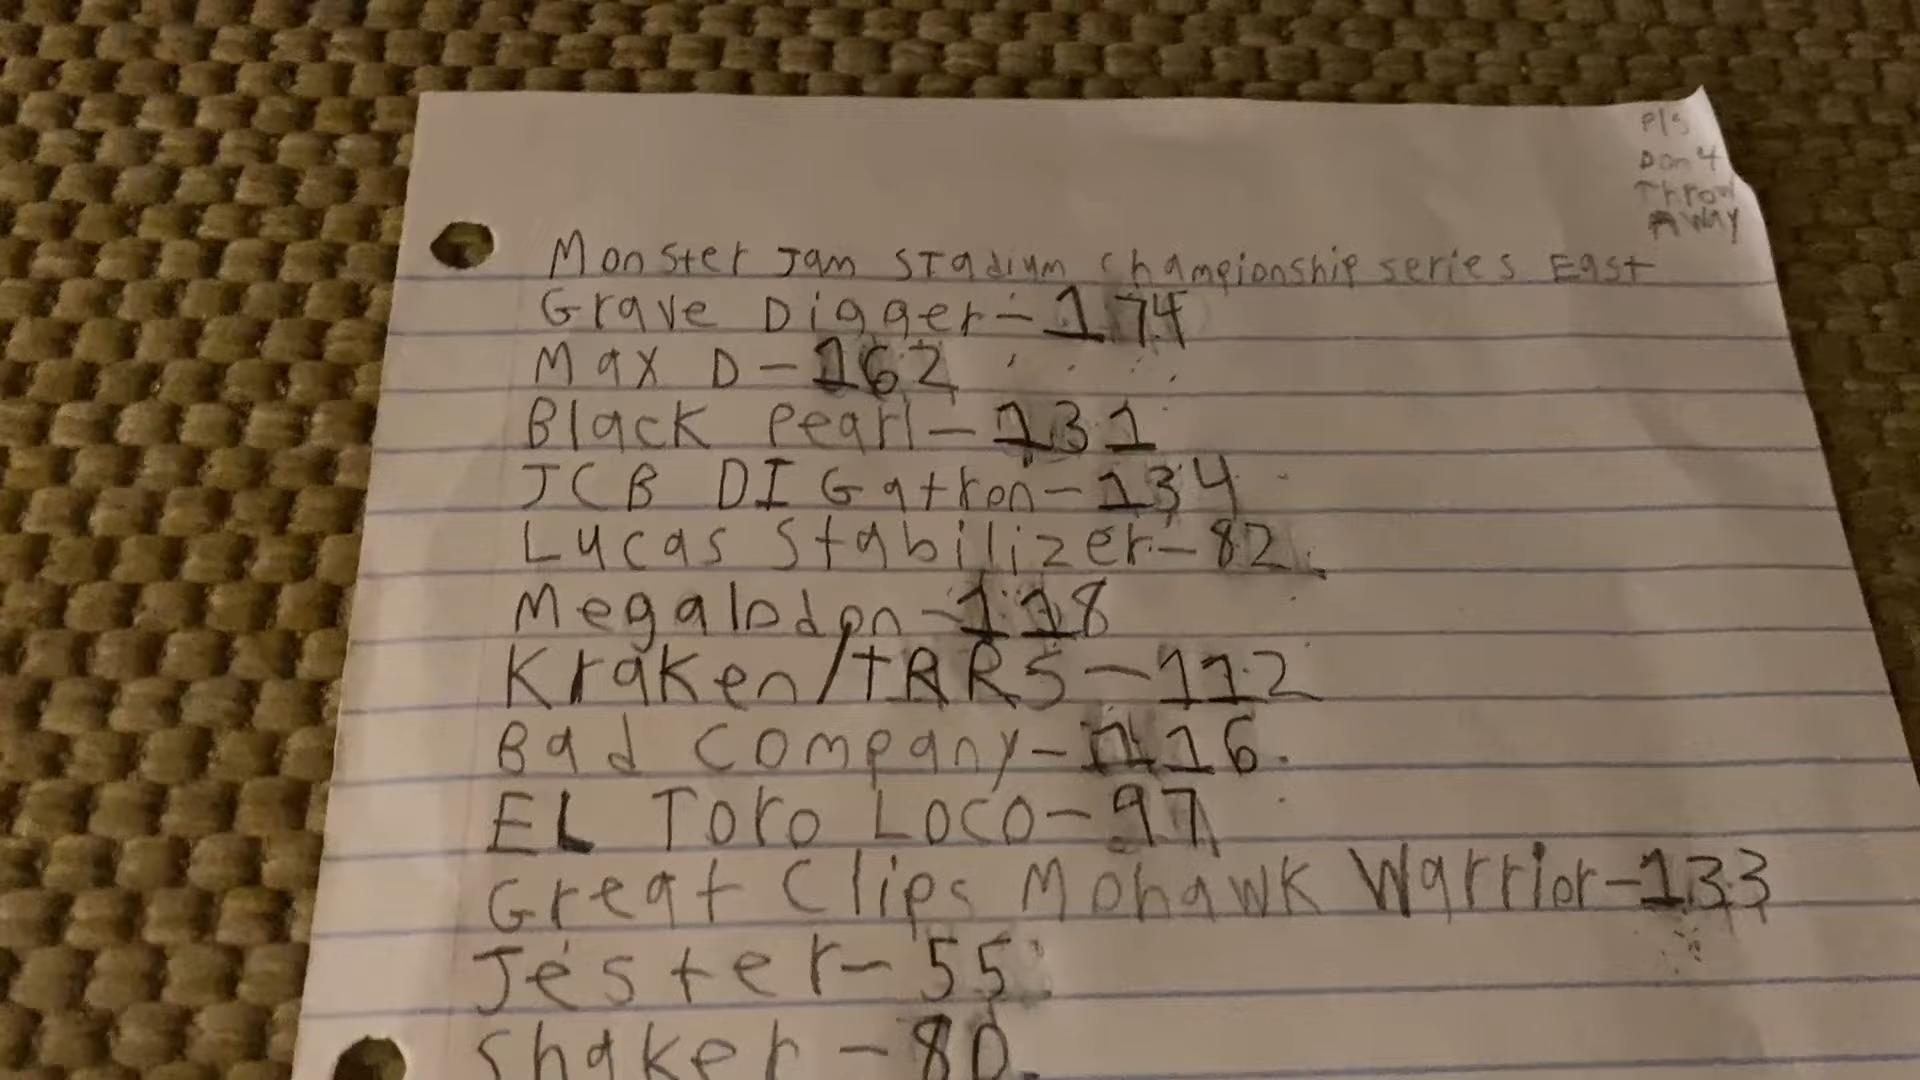 Pls
Don4
Throw
Away
Monster Jam Stadium Championship series East
Grave Digger-174
Max D-162
Black Pearl-131
JCB DIGatron-134
Lucas Stabilizer-82
Megalodon-118
Kraken/TARS-112
Bad Company-116
EL Toro Loco-97
Great Clips Mohawk Warrior-133
Jester-55
Shaker-80